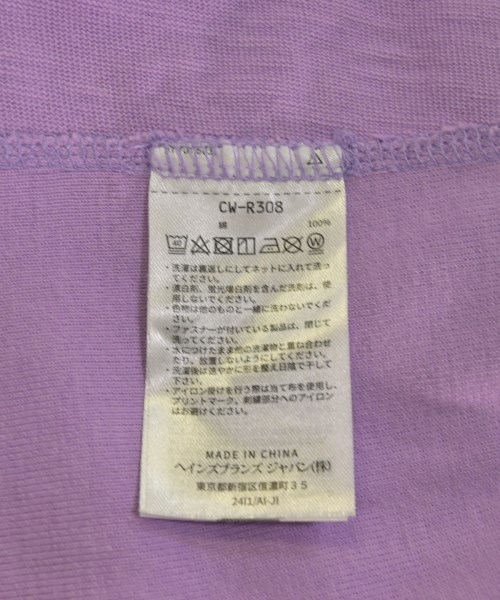 CW-R308
綿 100%
40
・洗濯は裏返しにしてネットに入れて洗っ
てください。
・漂白剤、蛍光増白剤を含んだ洗剤は、使
用しないでください。
・色物は他のものと一緒に洗わないでくだ
さい。
・ファスナーが付いている製品は、閉じて
洗ってください。
・水につけたまま他の洗濯物と重ね合わせ
たり、放置しないようにしてください。
・洗濯後は速やかに形を整え日陰で干して
下さい。
・アイロン掛けを行う際は当て布を使用し、
プリントマーク、刺繍部分へのアイロン
はお避けください。
MADE IN CHINA
ヘインズブランズ ジャパン(株)
東京都新宿区信濃町35
24I1/AI-JI